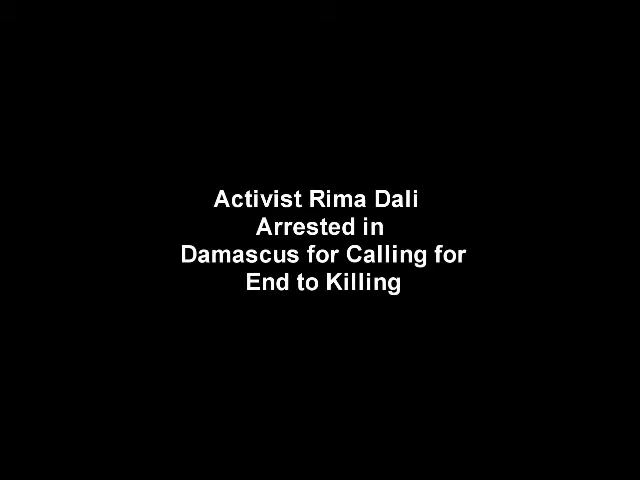 Activist Rima Dali
Arrested in
Damascus for Calling for
End to Killing